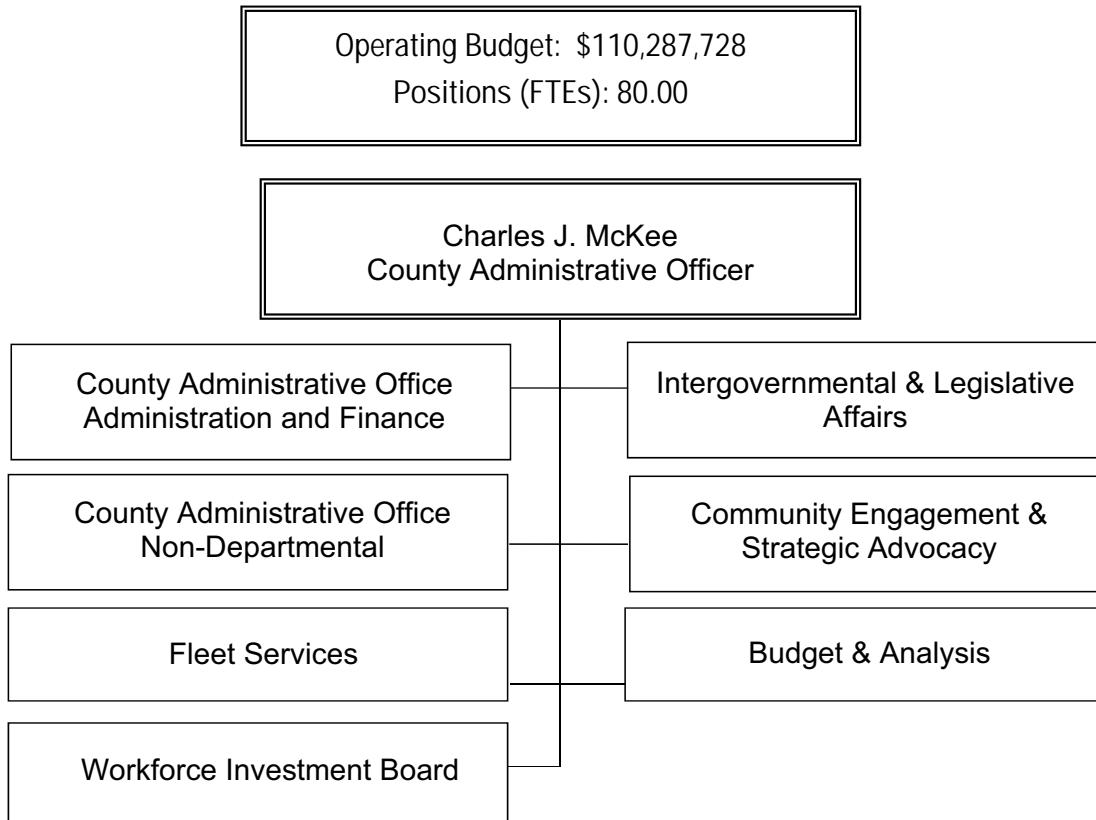 Operating Budget: $110,287,728
Positions (FTEs): 80.00
Charles J. McKee
County Administrative Officer
County Administrative Office
Administration and Finance
Intergovernmental & Legislative
Affairs
County Administrative Office
Non-Departmental
Community Engagement &
Strategic Advocacy
Fleet Services
Budget & Analysis
Workforce Investment Board